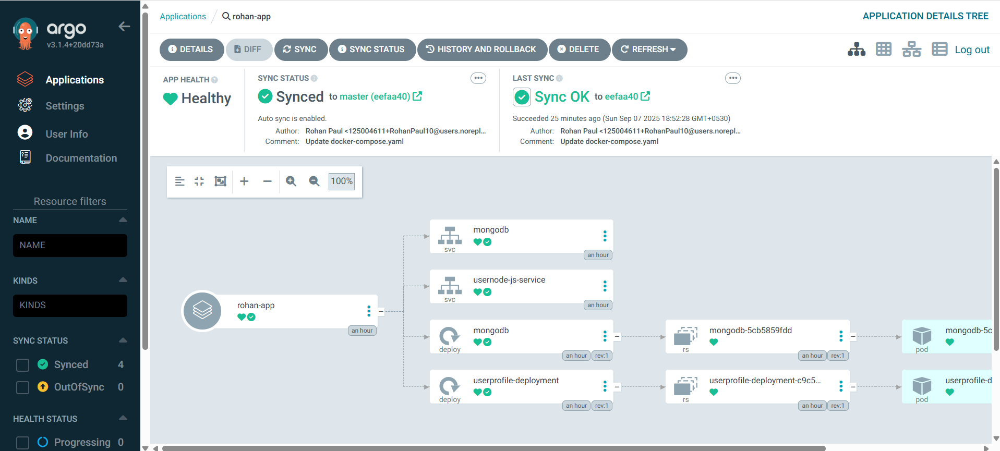 argo
v3.1.4+20dd73a
Applications
Settings
User Info
Documentation
Resource filters
NAME
NAME
KINDS
KINDS
SYNC STATUS
Synced 4
OutOfSync 0
HEALTH STATUS
Progressing 0
Applications / rohan-app
APPLICATION DETAILS TREE
DETAILS DIFF SYNC SYNC STATUS HISTORY AND ROLLBACK DELETE REFRESH
Log out
APP HEALTH
Healthy
SYNC STATUS
Synced to master (eefaa40)
Auto sync is enabled.
Author: Rohan Paul <125004611+RohanPaul10@users.norepl...
Comment: Update docker-compose.yaml
LAST SYNC
Sync OK to eefaa40
Succeeded 25 minutes ago (Sun Sep 07 2025 18:52:28 GMT+0530)
Author: Rohan Paul <125004611+RohanPaul10@users.norepl...
Comment: Update docker-compose.yaml
100%
rohan-app
an hour
mongodb
svc
an hour
usernode-js-service
svc
an hour
mongodb
deploy
an hour rev:1
mongodb-5cb5859fdd
rs
an hour rev:1
mongodb-5c
pod
userprofile-deployment
deploy
an hour rev:1
userprofile-deployment-c9c5...
rs
an hour rev:1
userprofile-d
pod